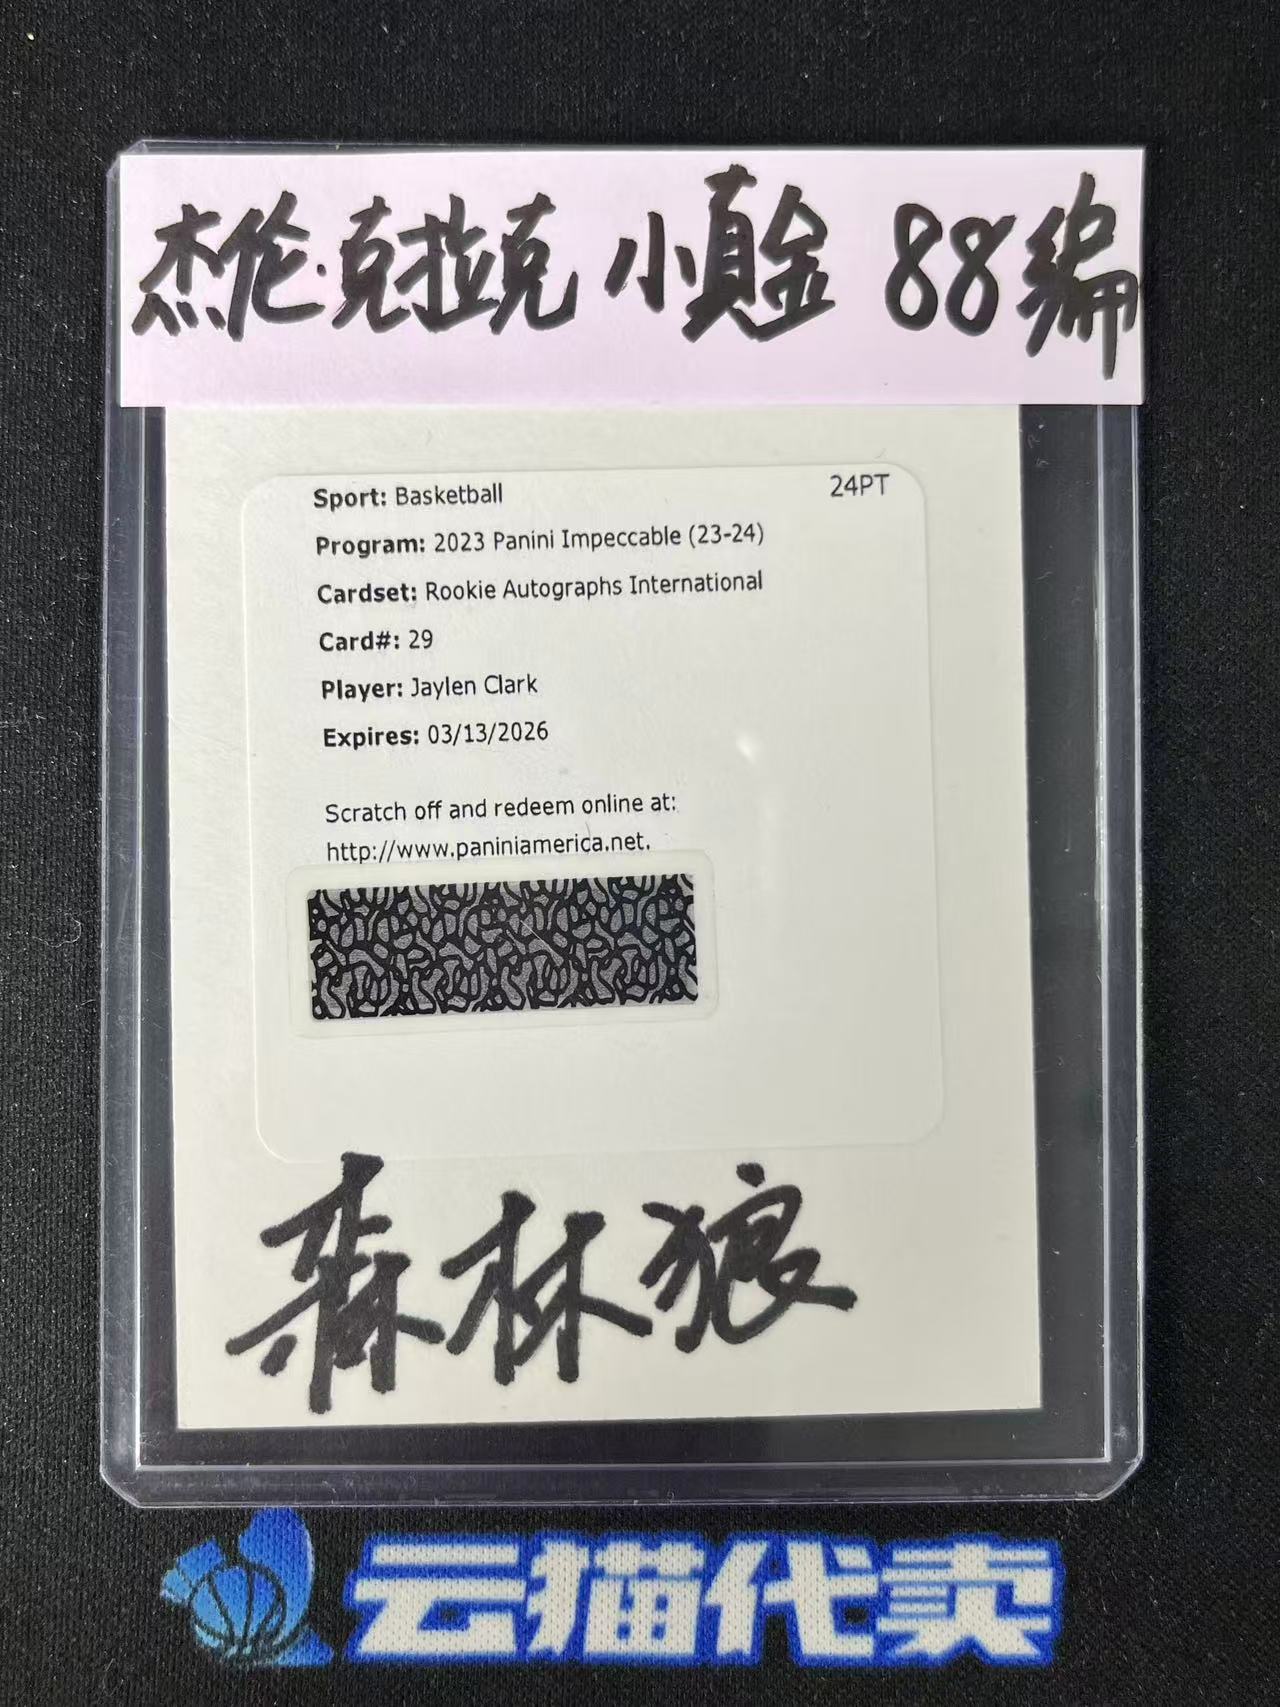 杰伦·克拉克 小真金 88编
Sport: Basketball 24PT
Program: 2023 Panini Impeccable (23-24)
Cardset: Rookie Autographs International
Card#: 29
Player: Jaylen Clark
Expires: 03/13/2026
Scratch off and redeem online at:
http://www.paniniamerica.net.
森林狼
云猫代卖